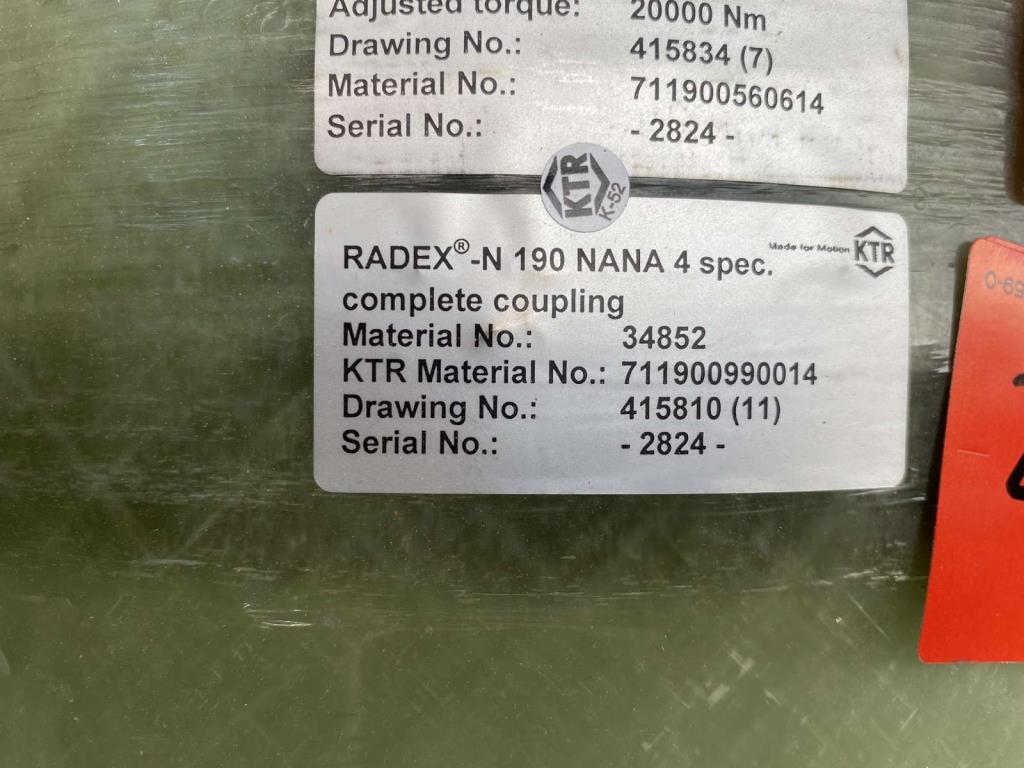 Adjusted torque: 20000 Nm
Drawing No.: 415834 (7)
Material No.: 711900560614
Serial No.: - 2824 -
KTR
K-52
RADEX®-N 190 NANA 4 spec.
Made for Motion KTR
complete coupling
Material No.: 34852
KTR Material No.: 711900990014
Drawing No.: 415810 (11)
Serial No.: - 2824 -